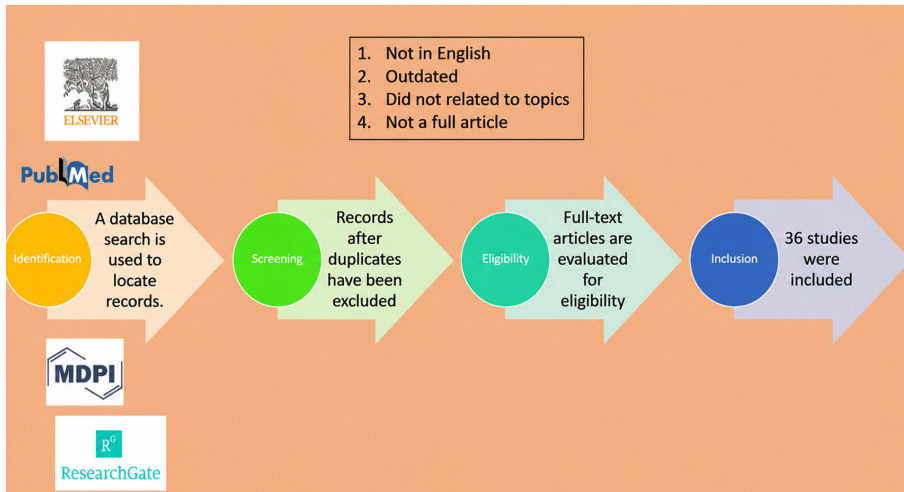 ELSEVIER
PubMed
Identification
A database
search is
used to
locate
records.
MDPI
RG
ResearchGate
1. Not in English
2. Outdated
3. Did not related to topics
4. Not a full article
Screening
Records
after
duplicates
have been
excluded
Eligibility
Full-text
articles are
evaluated
for
eligibility
Inclusion
36 studies
were
included